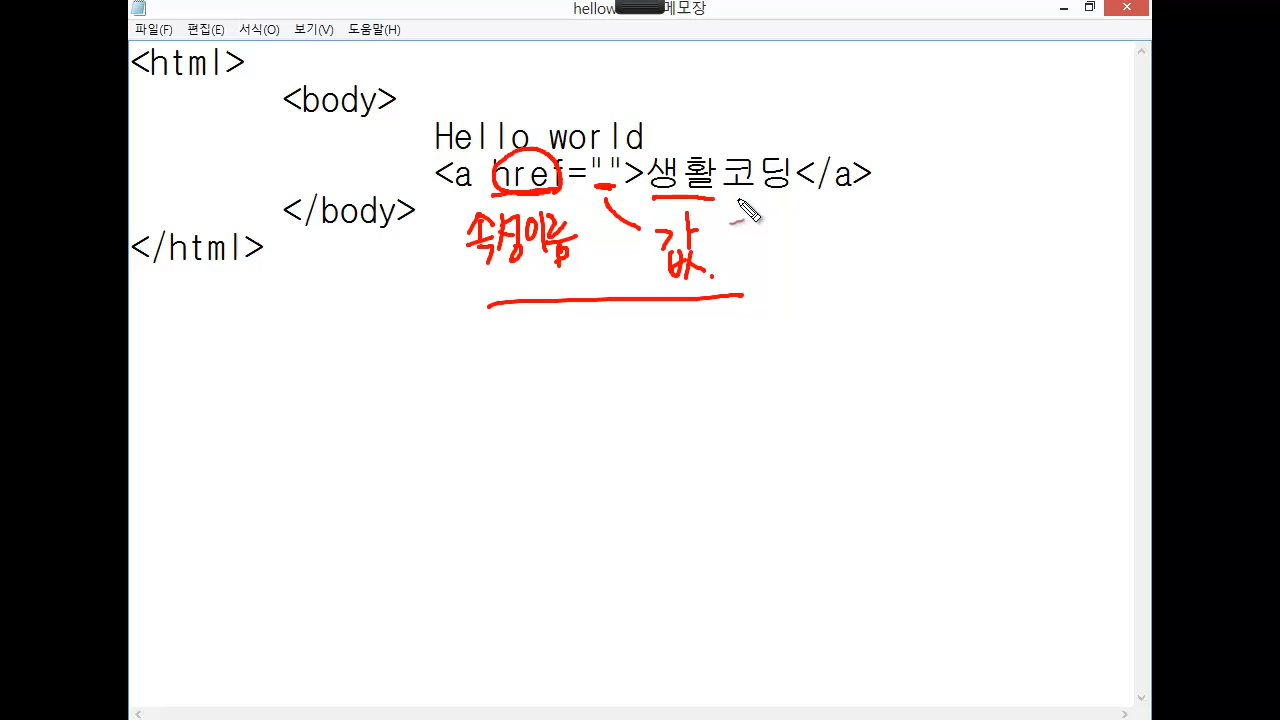 hellow 메모장
파일(F) 편집(E) 서식(O) 보기(V) 도움말(H)
<html>
<body>
Hello world
<a href="">생활코딩</a>
</body>
속성이름
값.
</html>